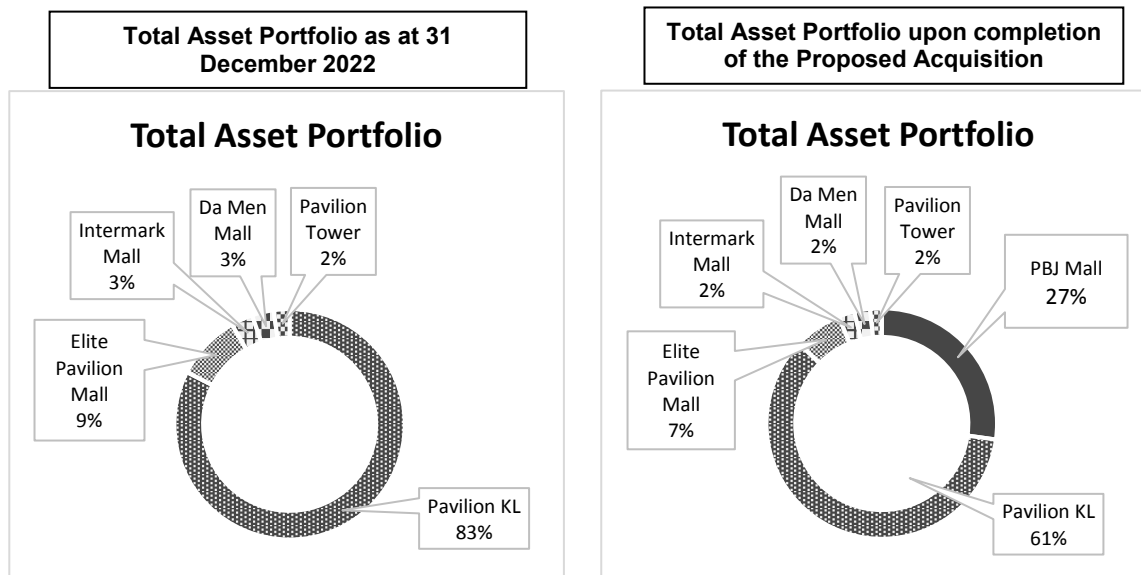 Total Asset Portfolio as at 31
December 2022
Total Asset Portfolio
Da Men
Mall
3%
Pavilion
Tower
2%
Intermark
Mall
3%
Elite
Pavilion
Mall
9%
Pavilion KL
83%
Total Asset Portfolio upon completion
of the Proposed Acquisition
Total Asset Portfolio
Da Men
Mall
2%
Pavilion
Tower
2%
Intermark
Mall
2%
PBJ Mall
27%
Elite
Pavilion
Mall
7%
Pavilion KL
61%